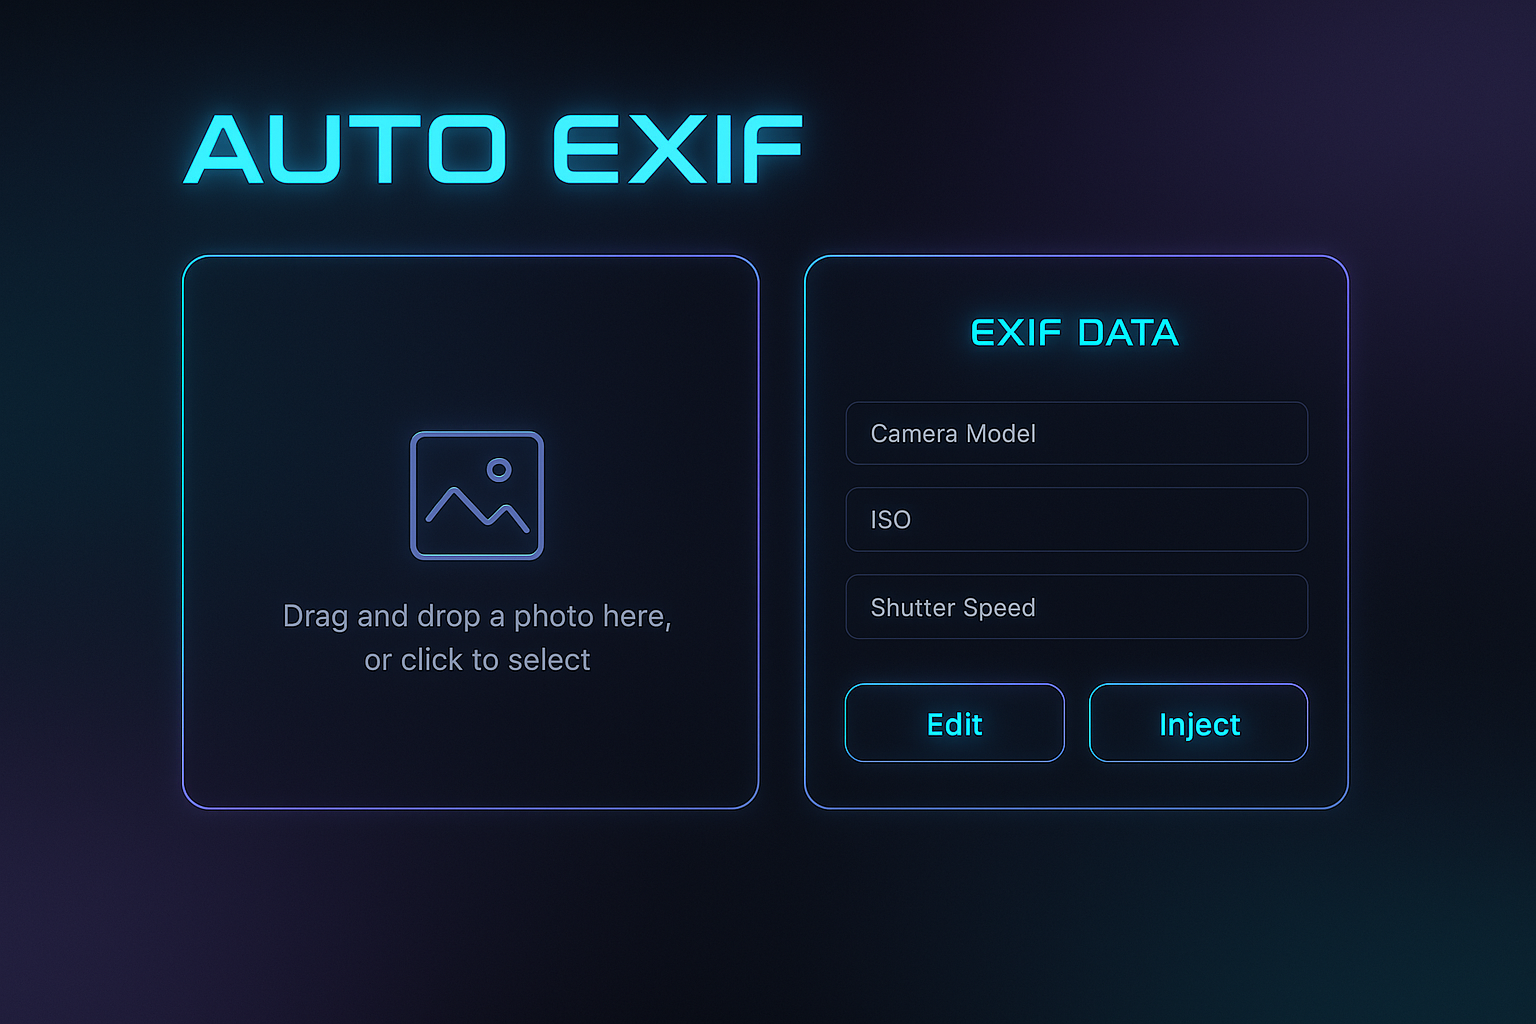 AUTO EXIF
Drag and drop a photo here,
or click to select
EXIF DATA
Camera Model
ISO
Shutter Speed
Edit
Inject